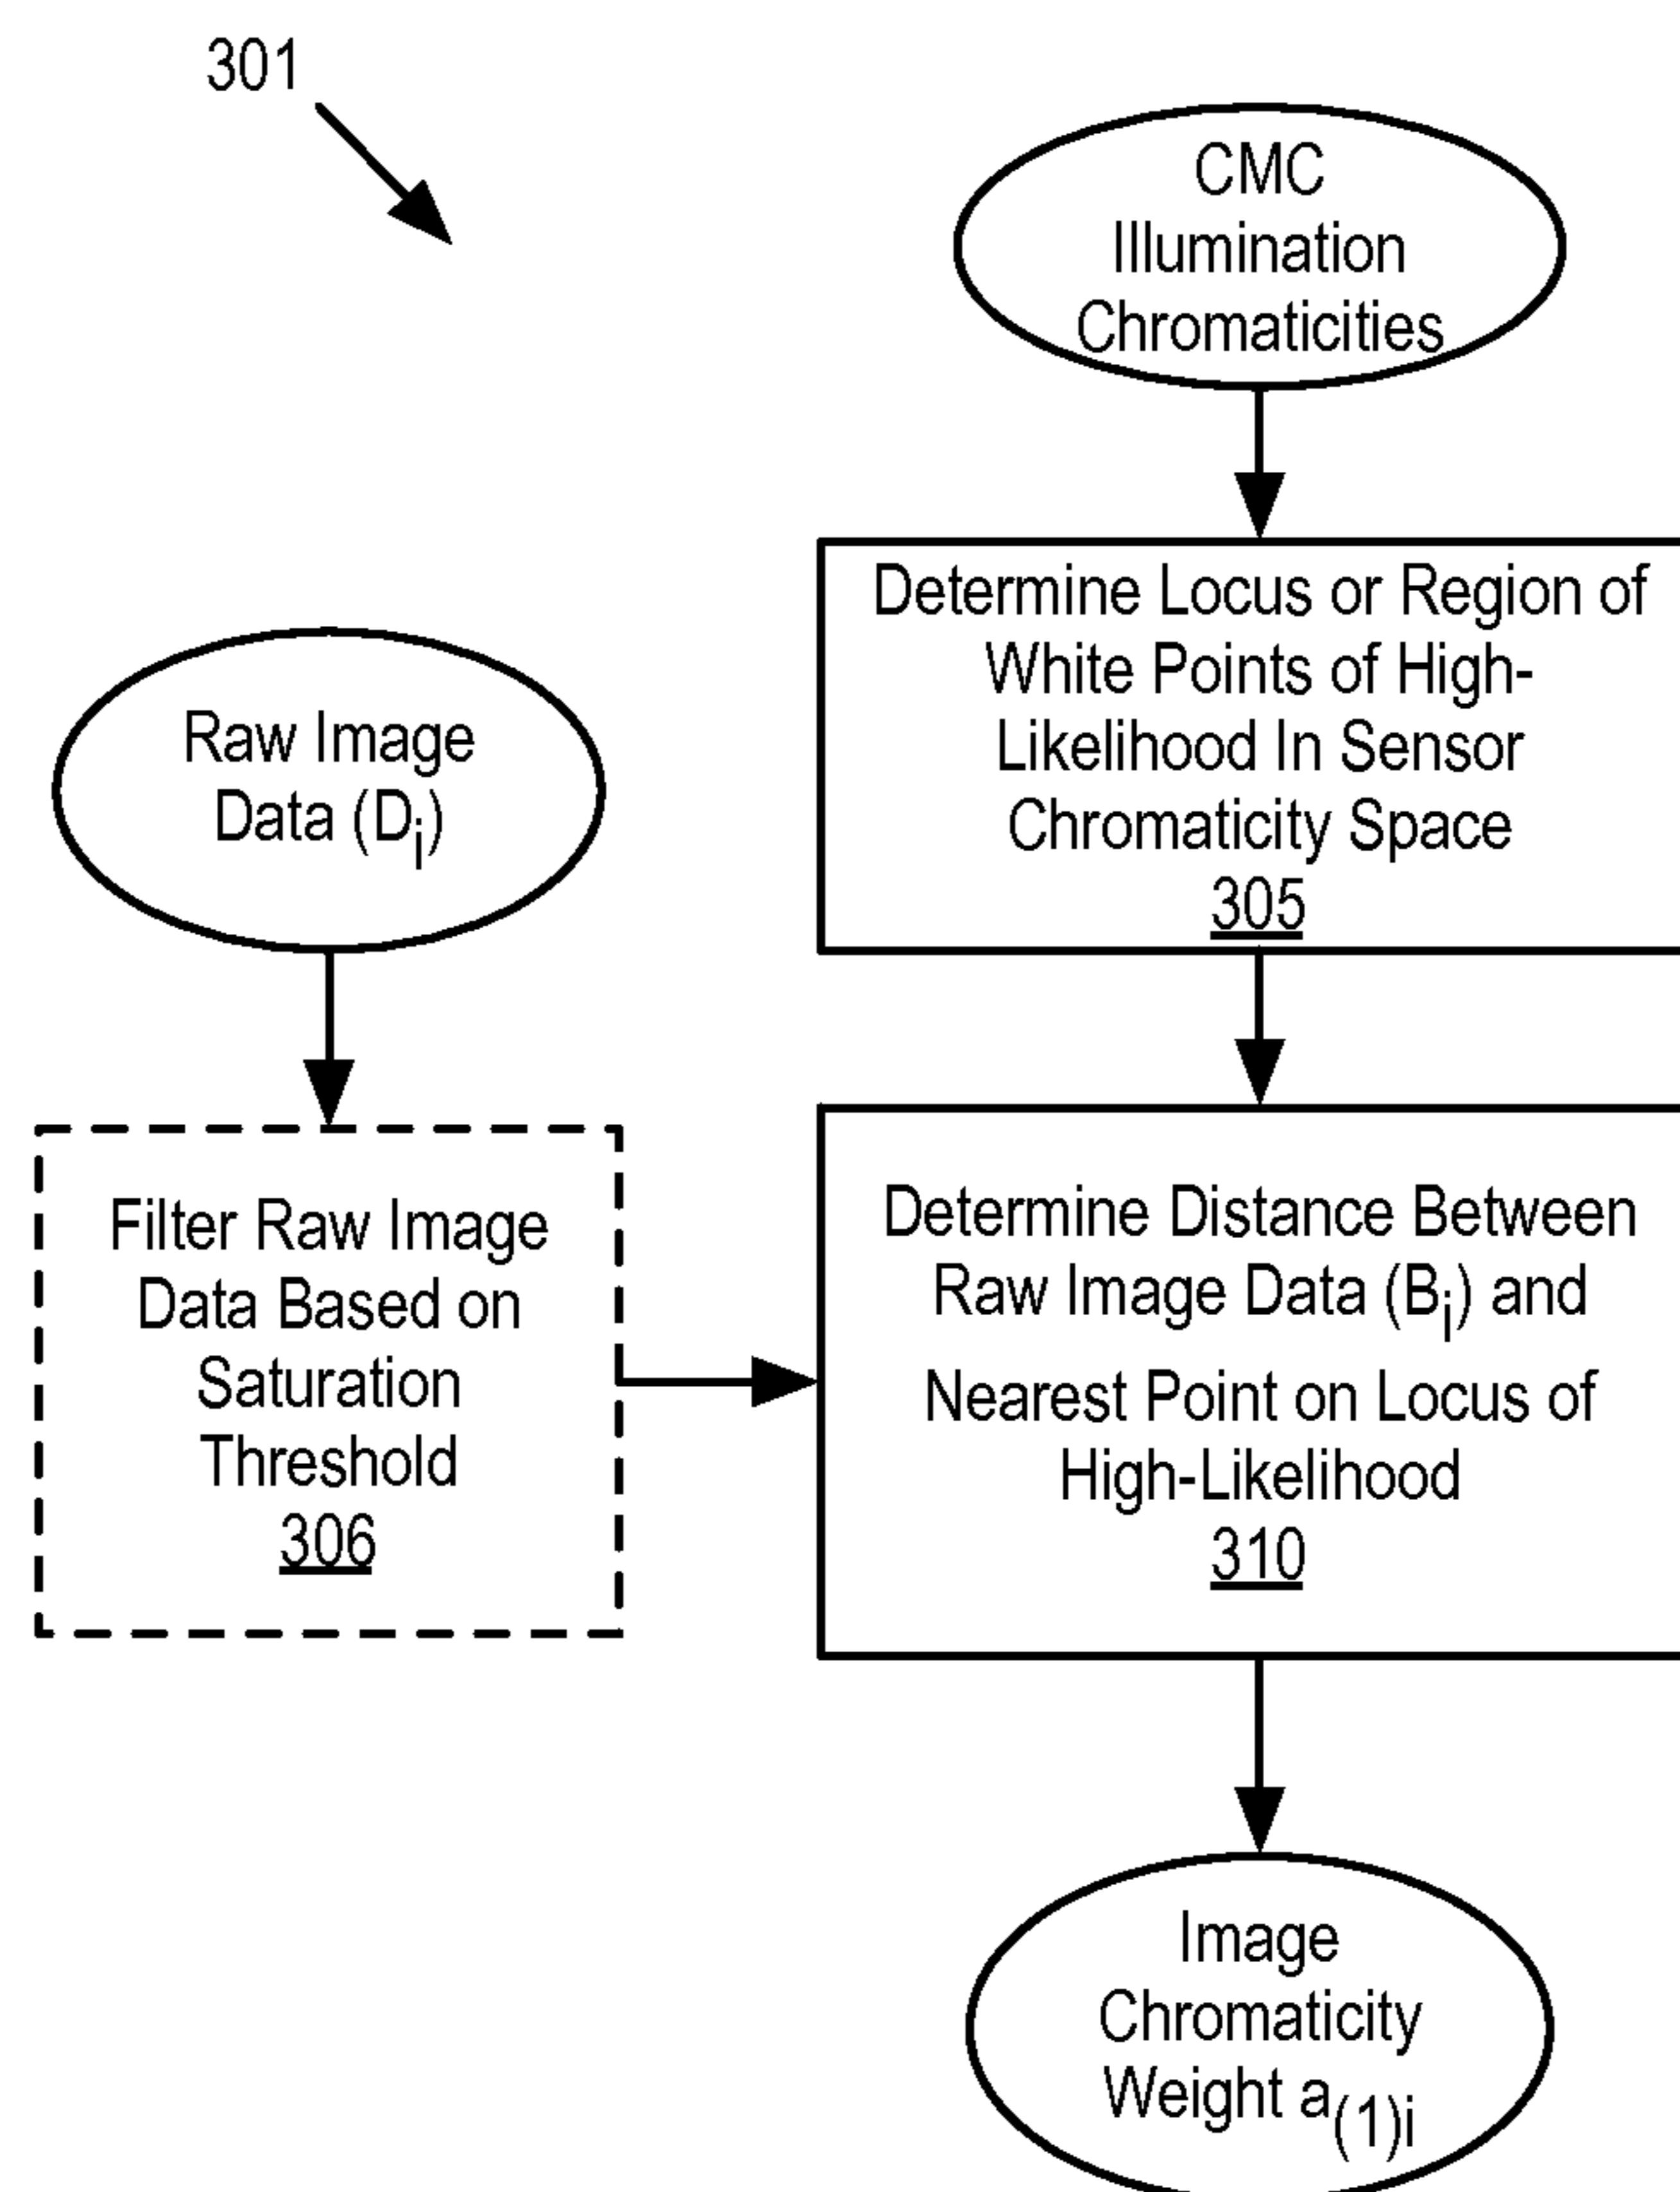 301
CMC
Illumination
Chromaticities
Determine Locus or Region of
White Points of High-
Likelihood In Sensor
Chromaticity Space
305
Raw Image
Data (Di)
Filter Raw Image
Data Based on
Saturation
Threshold
306
Determine Distance Between
Raw Image Data (Bi) and
Nearest Point on Locus of
High-Likelihood
310
Image
Chromaticity
Weight a(1)i